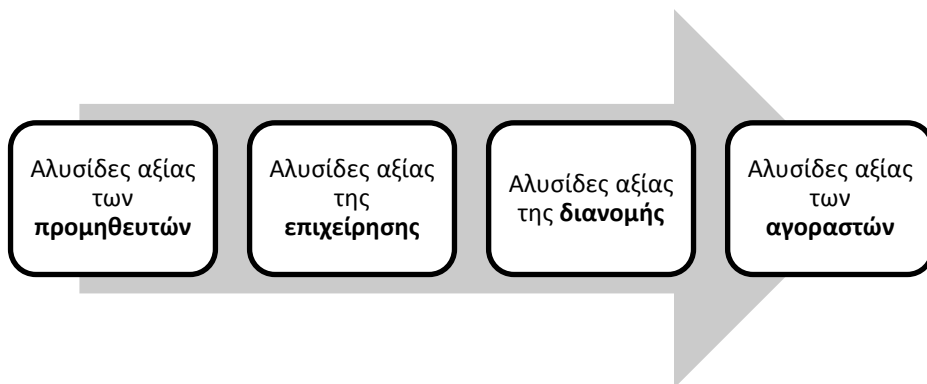 Αλυσίδες αξίας
των
προμηθευτών
Αλυσίδες αξίας
της
επιχείρησης
Αλυσίδες αξίας
της διανομής
Αλυσίδες αξίας
των
αγοραστών